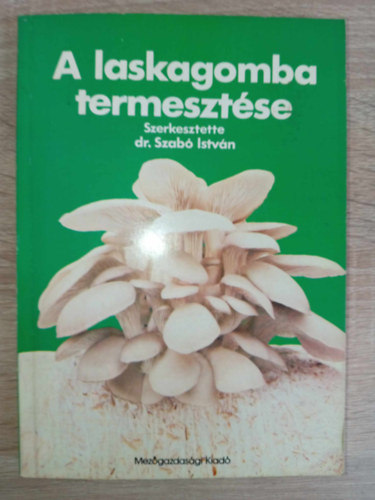 A laskagomba
termesztése
Szerkesztette
dr. Szabó István
Mezőgazdasági Kiadó